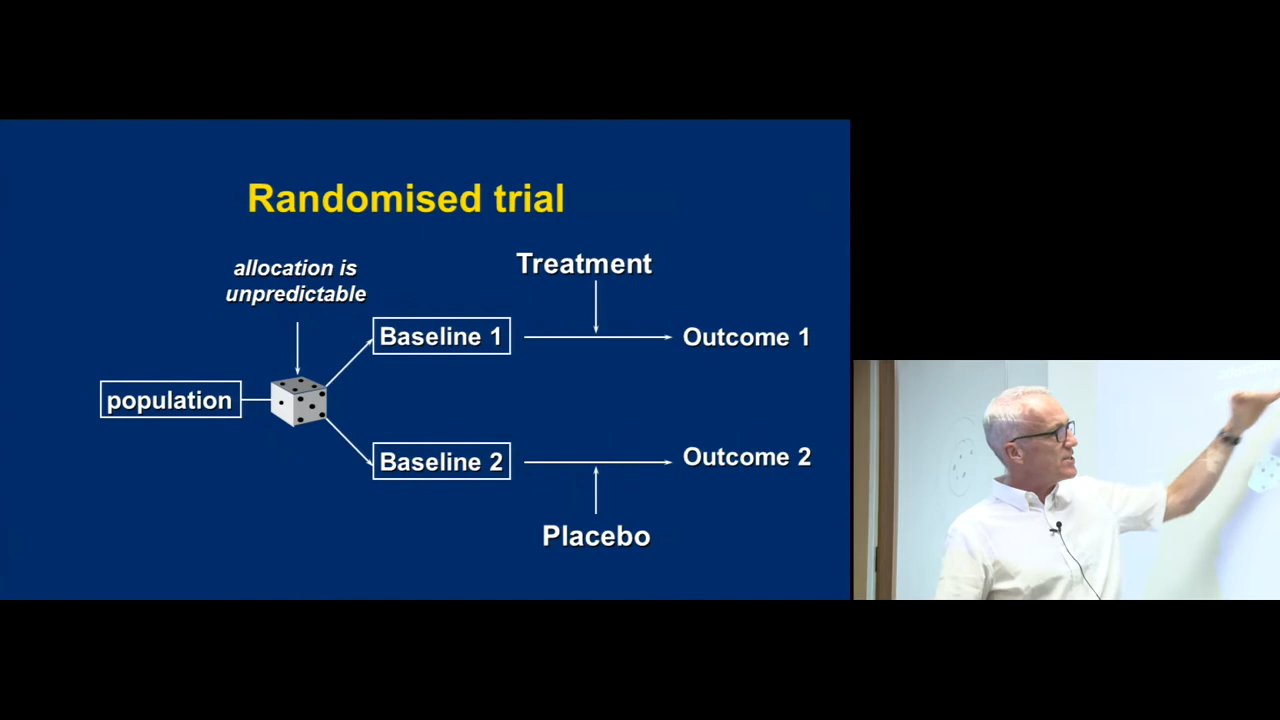 Randomised trial
allocation is
unpredictable
Treatment
Baseline 1
Outcome 1
population
Baseline 2
Outcome 2
Placebo